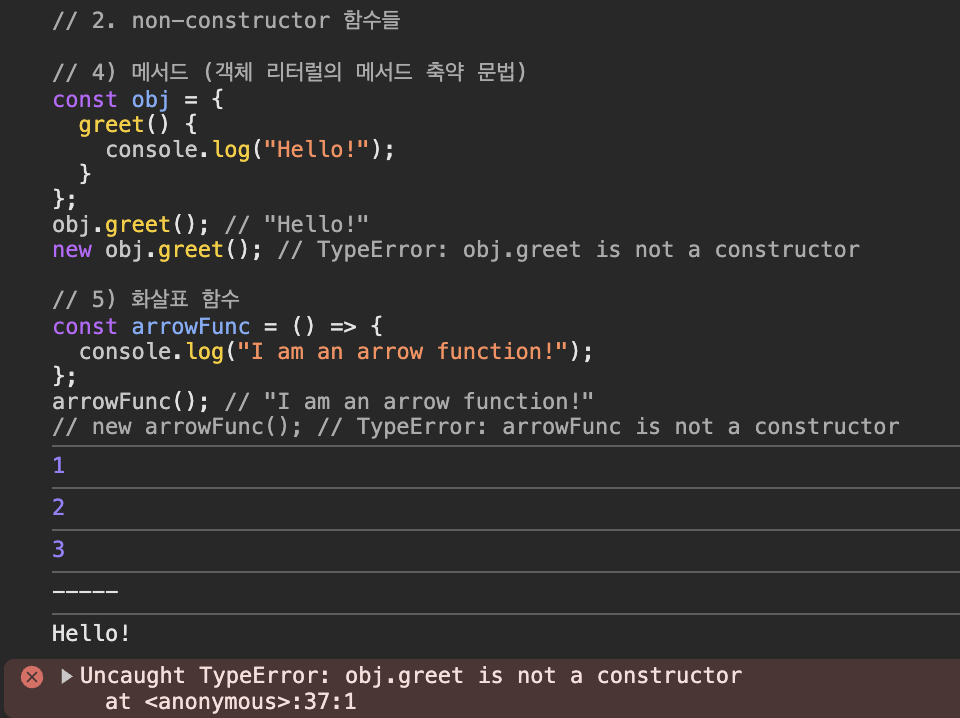 // 2. non-constructor 함수들
// 4) 메서드 (객체 리터럴의 메서드 축약 문법)
const obj = {
  greet() {
    console.log("Hello!");
  }
};
obj.greet(); // "Hello!"
new obj.greet(); // TypeError: obj.greet is not a constructor
// 5) 화살표 함수
const arrowFunc = () => {
  console.log("I am an arrow function!");
};
arrowFunc(); // "I am an arrow function!"
// new arrowFunc(); // TypeError: arrowFunc is not a constructor
1
2
3
-----
Hello!
Uncaught TypeError: obj.greet is not a constructor
    at <anonymous>:37:1